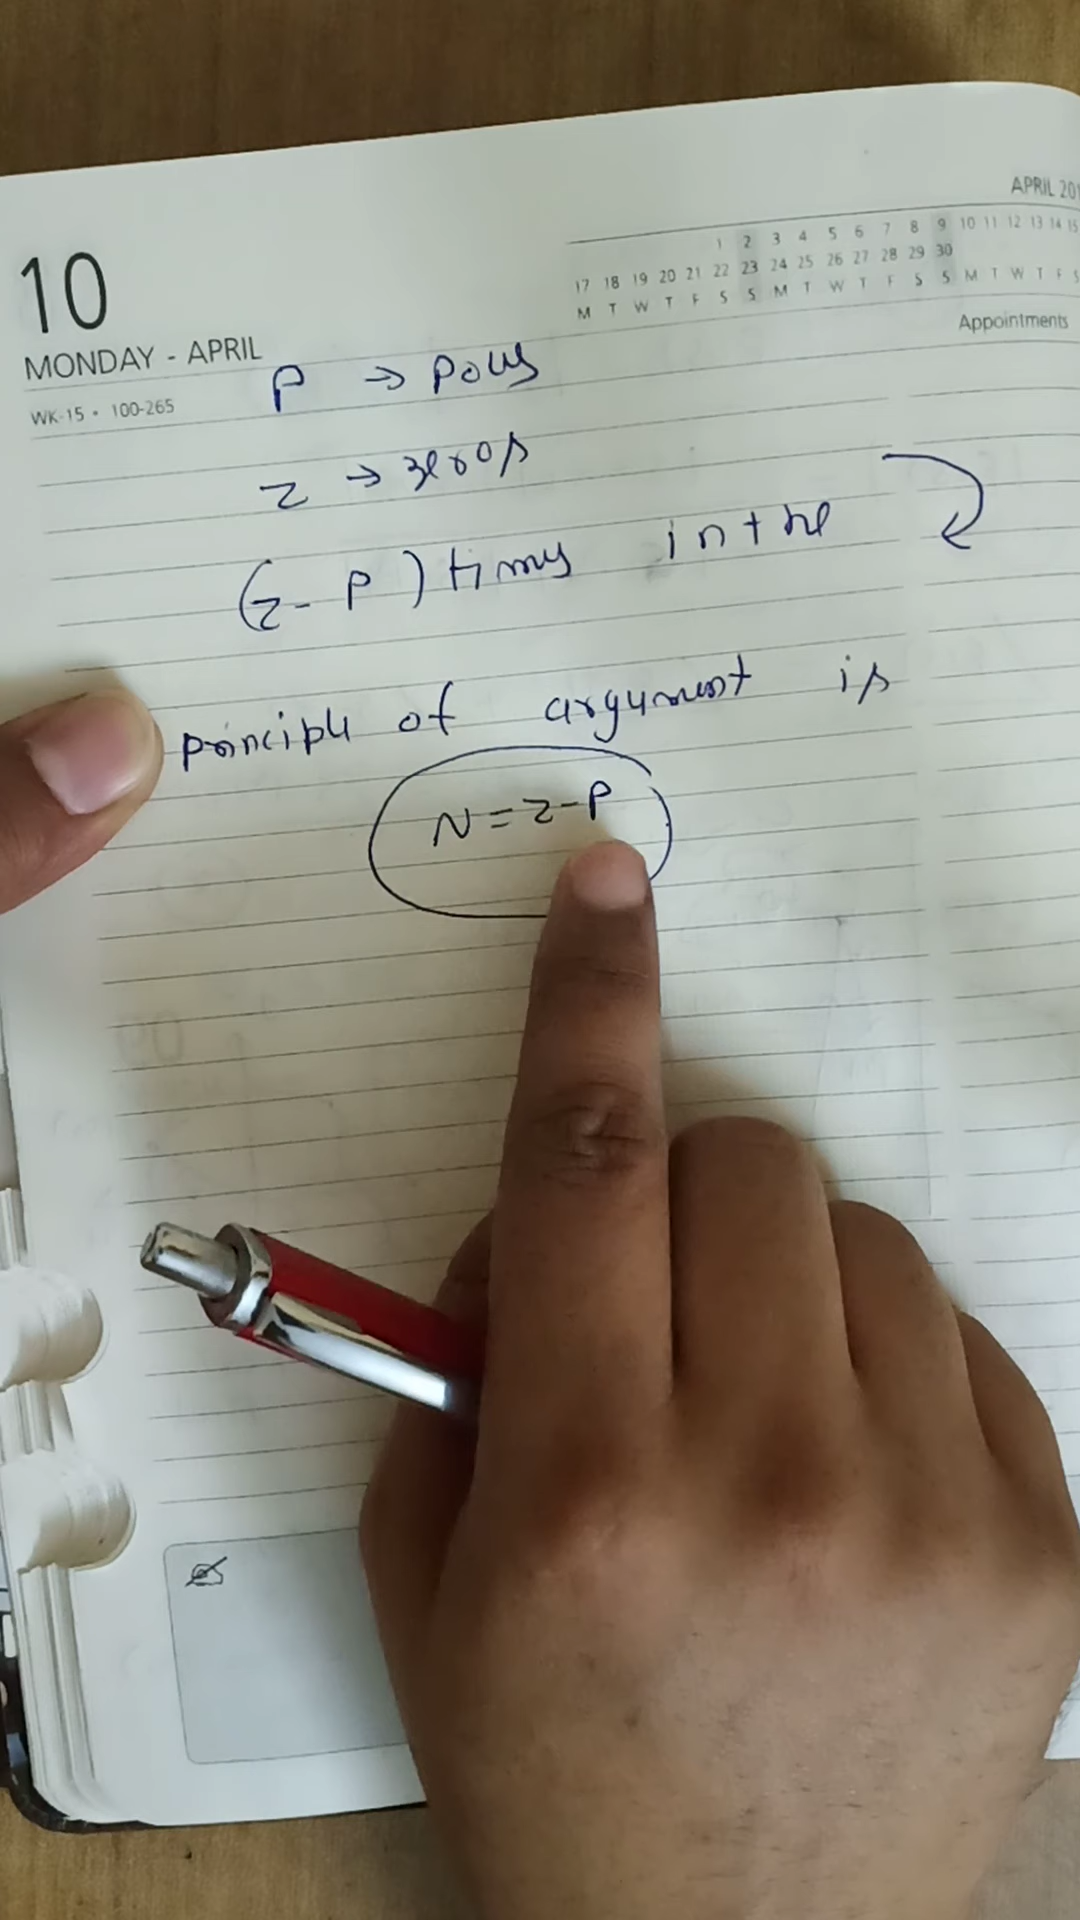 APRIL 201
1 2 3 4 5 6 7 8 9 10 11 12 13 14 15
17 18 19 20 21 22 23 24 25 26 27 28 29 30
M T W T F S S M T W T F S S M T W T F S
Appointments
10
MONDAY - APRIL
WK-15 • 100-265
P → Poles
Z → zeros
(Z-P) times in the
principle of argument is
N=Z-P